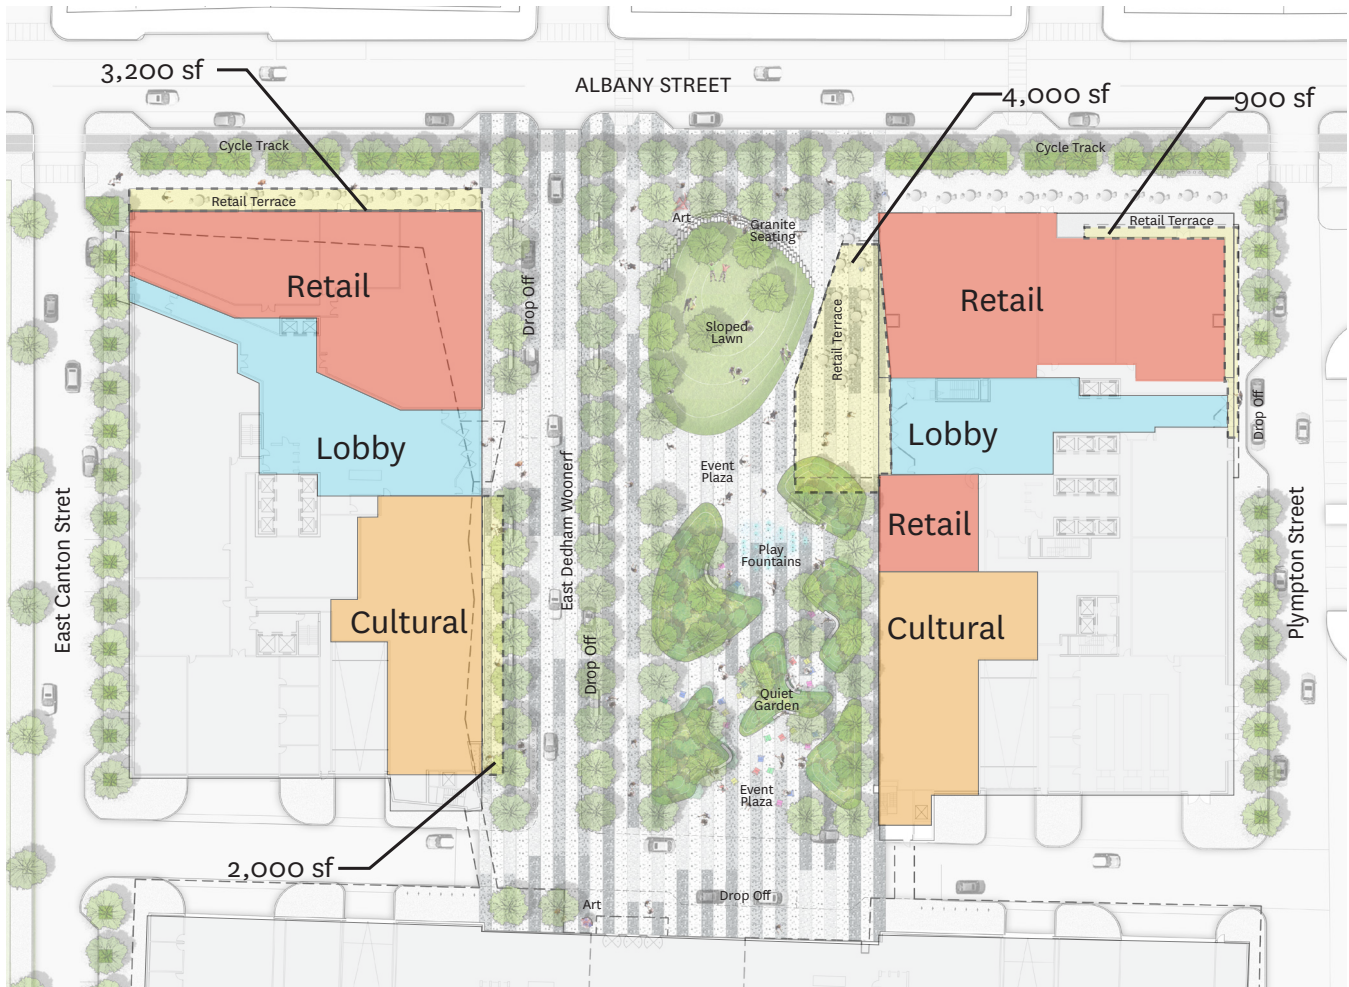 3,200 sf
ALBANY STREET
4,000 sf
900 sf
Cycle Track
Cycle Track
Retail Terrace
Art
Granite
Seating
Retail Terrace
Retail
Drop Off
Sloped
Lawn
Retail Terrace
Retail
Lobby
Lobby
Drop Off
Event
Plaza
East Dedham Woonerf
East Canton Stret
Plympton Street
Retail
Play
Fountains
Cultural
Cultural
Drop Off
Quiet
Garden
Event
Plaza
2,000 sf
Drop Off
Art